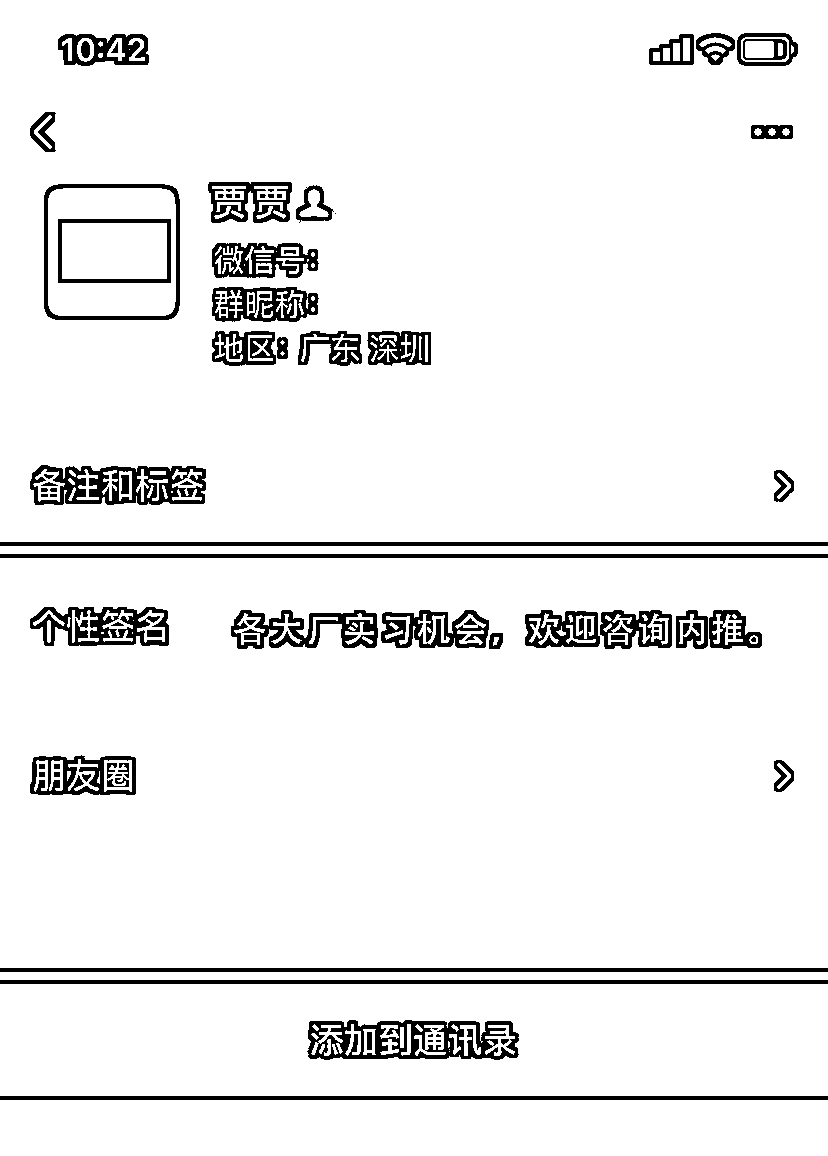 10:42
贾贾
微信号:
群昵称:
地区: 广东 深圳
备注和标签
个性签名 各大厂实习机会，欢迎咨询内推。
朋友圈
添加到通讯录